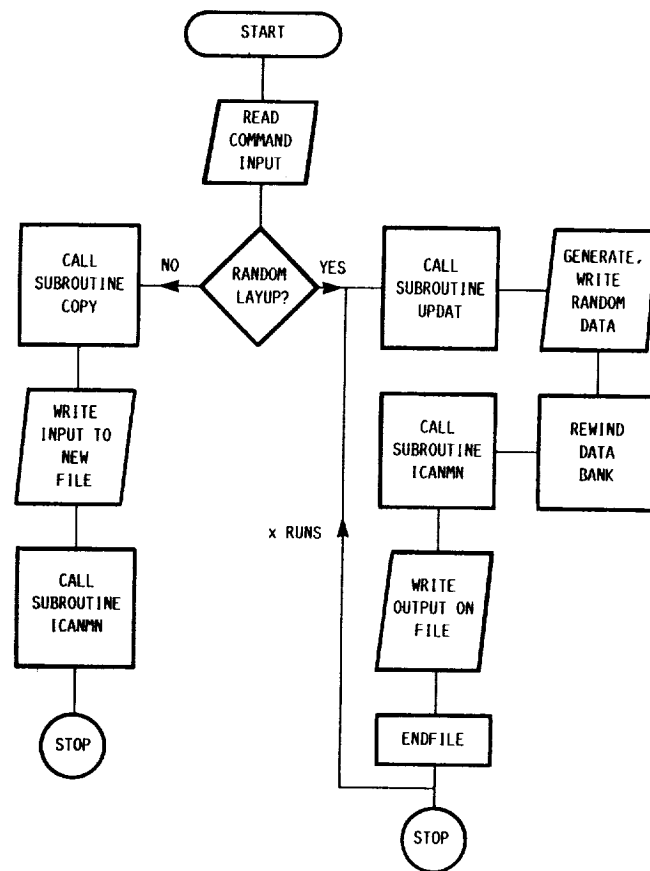 START
READ
COMMAND
INPUT
RANDOM
LAYUP?
NO
YES
CALL
SUBROUTINE
COPY
WRITE
INPUT TO
NEW
FILE
CALL
SUBROUTINE
ICANMN
STOP
CALL
SUBROUTINE
UPDAT
GENERATE,
WRITE
RANDOM
DATA
REWIND
DATA
BANK
CALL
SUBROUTINE
ICANMN
x RUNS
WRITE
OUTPUT ON
FILE
ENDFILE
STOP